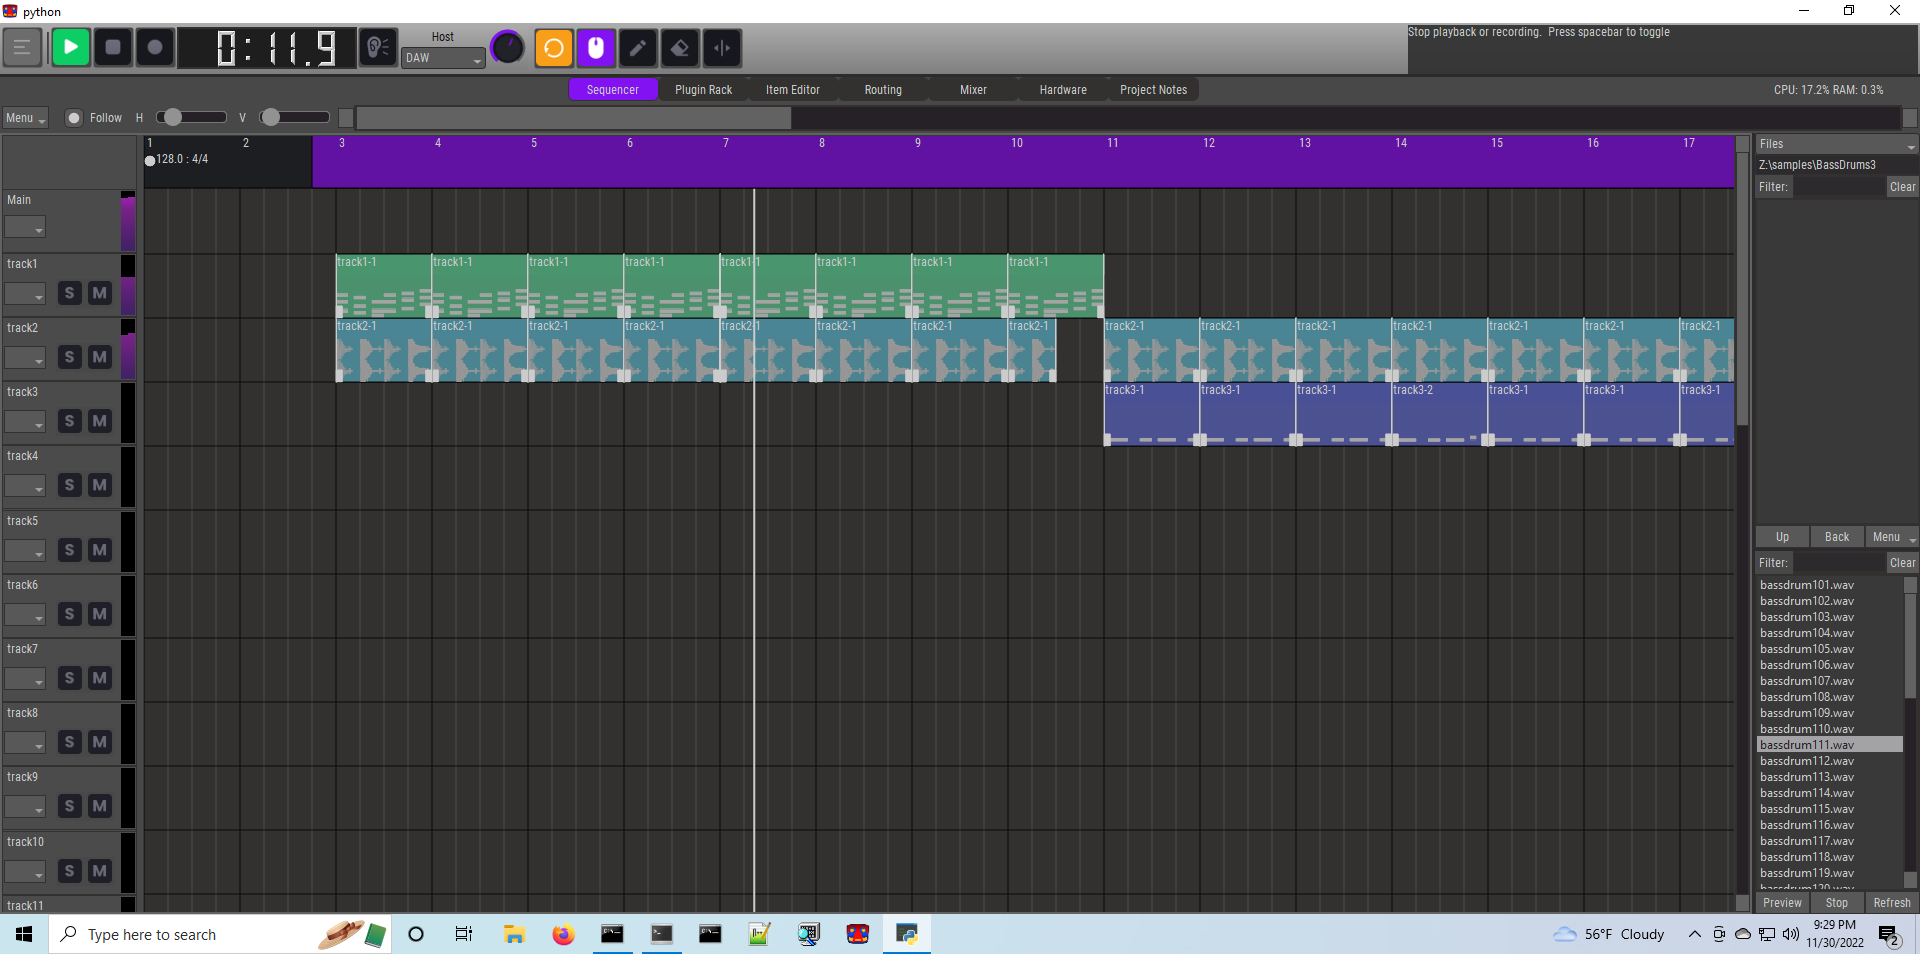 python
0:11.9
Host
DAW
Stop playback or recording.  Press spacebar to toggle
Sequencer
Plugin Rack
Item Editor
Routing
Mixer
Hardware
Project Notes
CPU: 17.2% RAM: 0.3%
Menu
Follow
H
V
1 2 3 4 5 6 7 8 9 10 11 12 13 14 15 16 17
128.0 : 4/4
Main
track1
S M
track1-1 track1-1 track1-1 track1-1 track1-1 track1-1 track1-1 track1-1
track2
S M
track2-1 track2-1 track2-1 track2-1 track2-1 track2-1 track2-1 track2-1 track2-1 track2-1 track2-1 track2-1 track2-1 track2-1 track2-1
track3
S M
track3-1 track3-1 track3-1 track3-2 track3-1 track3-1 track3-1
track4
S M
track5
S M
track6
S M
track7
S M
track8
S M
track9
S M
track10
S M
track11
Files
Z:\samples\BassDrums3
Filter:
Clear
Up
Back
Menu
Filter:
Clear
bassdrum101.wav
bassdrum102.wav
bassdrum103.wav
bassdrum104.wav
bassdrum105.wav
bassdrum106.wav
bassdrum107.wav
bassdrum108.wav
bassdrum109.wav
bassdrum110.wav
bassdrum111.wav
bassdrum112.wav
bassdrum113.wav
bassdrum114.wav
bassdrum115.wav
bassdrum116.wav
bassdrum117.wav
bassdrum118.wav
bassdrum119.wav
bassdrum120.wav
Preview
Stop
Refresh
Type here to search
56°F Cloudy
9:29 PM
11/30/2022
2